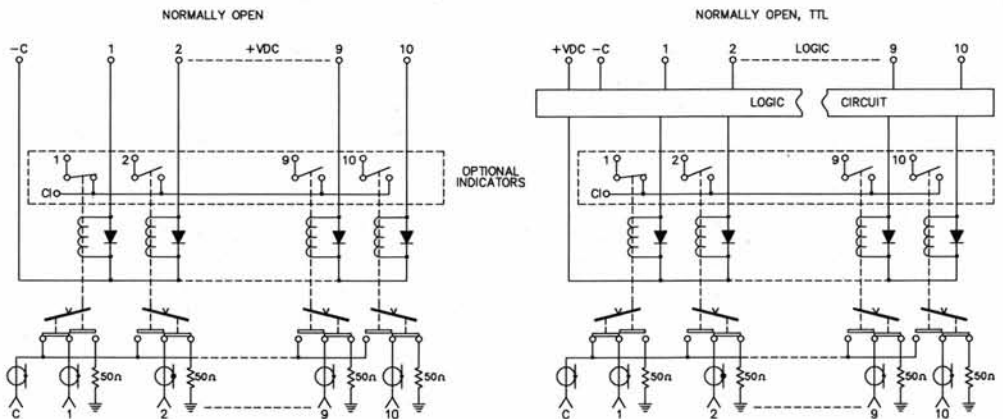 NORMALLY OPEN
-C 1 2 +VDC 9 10
1 2 9 10
CI
OPTIONAL
INDICATORS
50Ω 50Ω 50Ω 50Ω
C 1 2 9 10
NORMALLY OPEN, TTL
+VDC -C 1 2 LOGIC 9 10
LOGIC CIRCUIT
1 2 9 10
CI
50Ω 50Ω 50Ω 50Ω
C 1 2 9 10